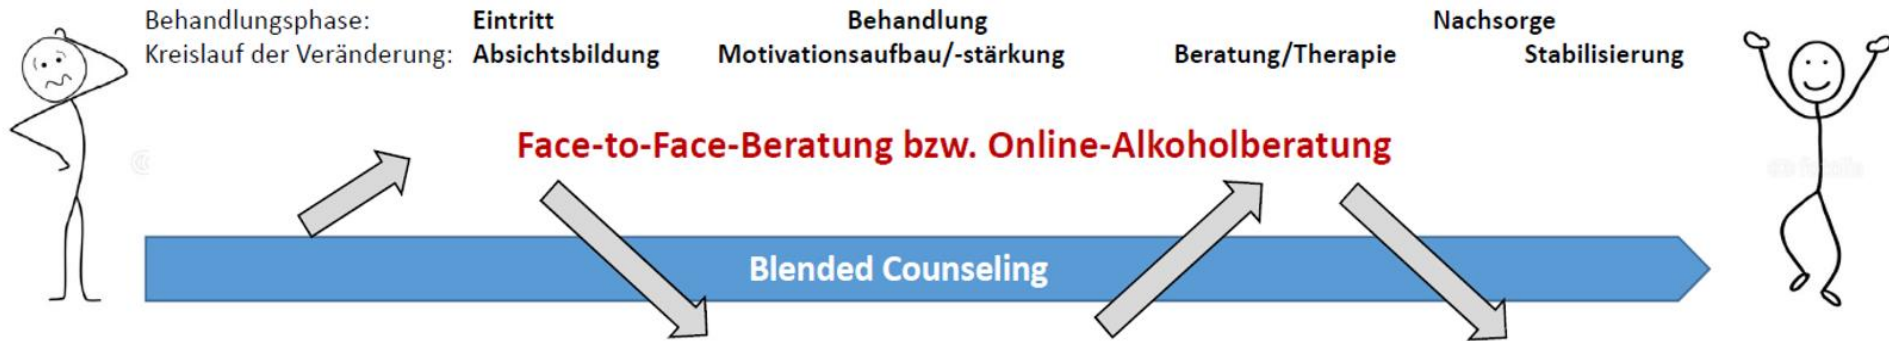 Behandlungsphase: Eintritt Behandlung Nachsorge
Kreislauf der Veränderung: Absichtsbildung Motivationsaufbau/-stärkung Beratung/Therapie Stabilisierung
Face-to-Face-Beratung bzw. Online-Alkoholberatung
Blended Counseling